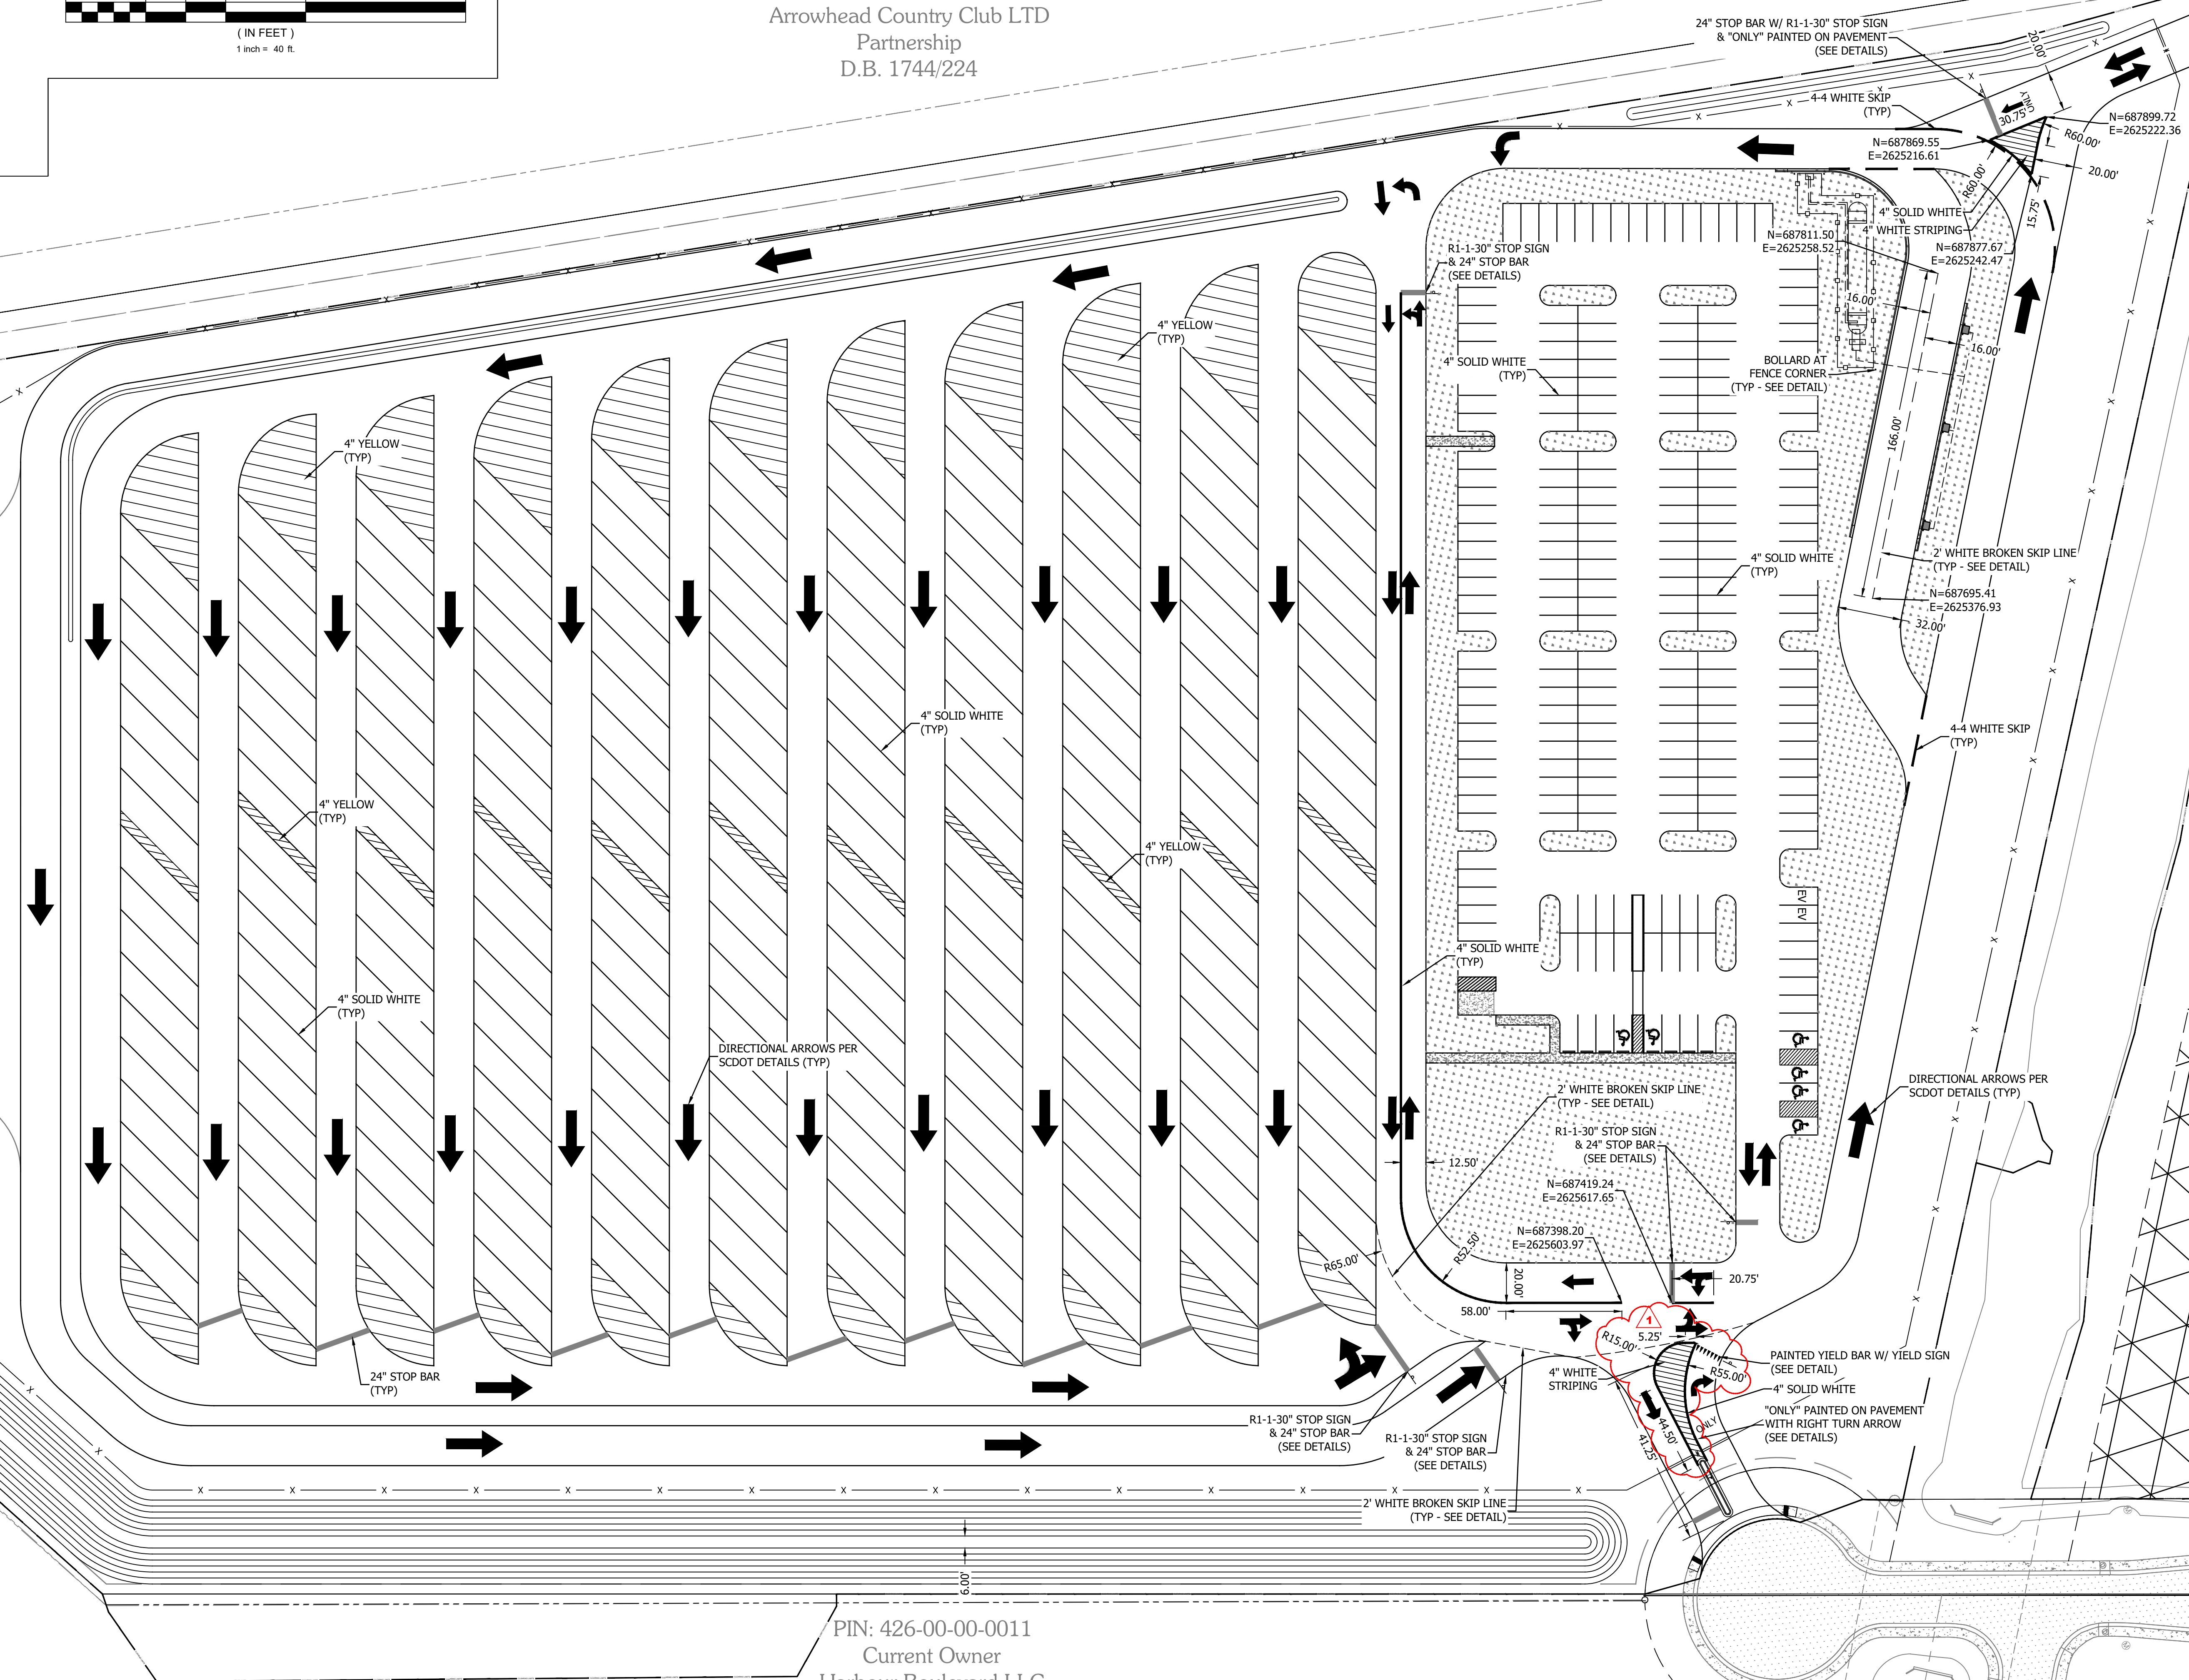 ( IN FEET )
1 inch = 40 ft.
Arrowhead Country Club LTD
Partnership
D.B. 1744/224
24" STOP BAR W/ R1-1-30" STOP SIGN
& "ONLY" PAINTED ON PAVEMENT
(SEE DETAILS)
20.00'
4-4 WHITE SKIP
(TYP)
ONLY
30.75'
N=687899.72
E=2625222.36
R60.00'
N=687869.55
E=2625216.61
20.00'
R60.00'
15.75'
4" SOLID WHITE
4" WHITE STRIPING
N=687811.50
E=2625258.52
N=687877.67
E=2625242.47
R1-1-30" STOP SIGN
& 24" STOP BAR
(SEE DETAILS)
16.00'
16.00'
4" YELLOW
(TYP)
4" SOLID WHITE
(TYP)
BOLLARD AT
FENCE CORNER
(TYP - SEE DETAIL)
166.00'
4" YELLOW
(TYP)
4" SOLID WHITE
(TYP)
2' WHITE BROKEN SKIP LINE
(TYP - SEE DETAIL)
N=687695.41
E=2625376.93
32.00'
4" SOLID WHITE
(TYP)
4-4 WHITE SKIP
(TYP)
4" YELLOW
(TYP)
4" YELLOW
(TYP)
EV EV
4" SOLID WHITE
(TYP)
4" SOLID WHITE
(TYP)
DIRECTIONAL ARROWS PER
SCDOT DETAILS (TYP)
DIRECTIONAL ARROWS PER
SCDOT DETAILS (TYP)
2' WHITE BROKEN SKIP LINE
(TYP - SEE DETAIL)
R1-1-30" STOP SIGN
& 24" STOP BAR
(SEE DETAILS)
12.50'
N=687419.24
E=2625617.65
N=687398.20
E=2625603.97
R65.00'
R52.50'
20.00'
20.75'
58.00'
1
5.25'
R15.00'
PAINTED YIELD BAR W/ YIELD SIGN
(SEE DETAIL)
R55.00'
4" WHITE
STRIPING
4" SOLID WHITE
24" STOP BAR
(TYP)
ONLY
"ONLY" PAINTED ON PAVEMENT
WITH RIGHT TURN ARROW
(SEE DETAILS)
44.50'
41.25'
R1-1-30" STOP SIGN
& 24" STOP BAR
(SEE DETAILS)
R1-1-30" STOP SIGN
& 24" STOP BAR
(SEE DETAILS)
2' WHITE BROKEN SKIP LINE
(TYP - SEE DETAIL)
6.00'
PIN: 426-00-00-0011
Current Owner
Harbour Boulevard LLC